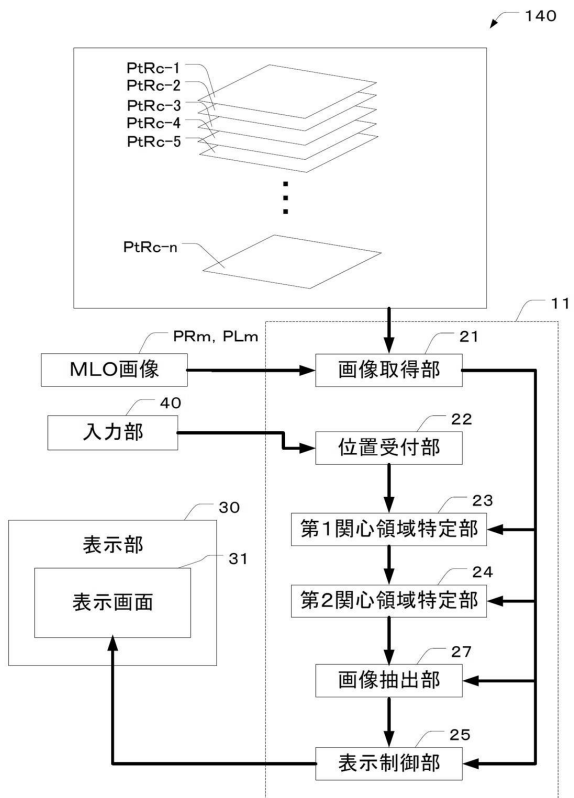 140
PtRc-1
PtRc-2
PtRc-3
PtRc-4
PtRc-5
PtRc-n
11
PRm, PLm
21
MLO画像
画像取得部
40
22
入力部
位置受付部
23
第1関心領域特定部
30
表示部
31
表示画面
24
第2関心領域特定部
27
画像抽出部
25
表示制御部